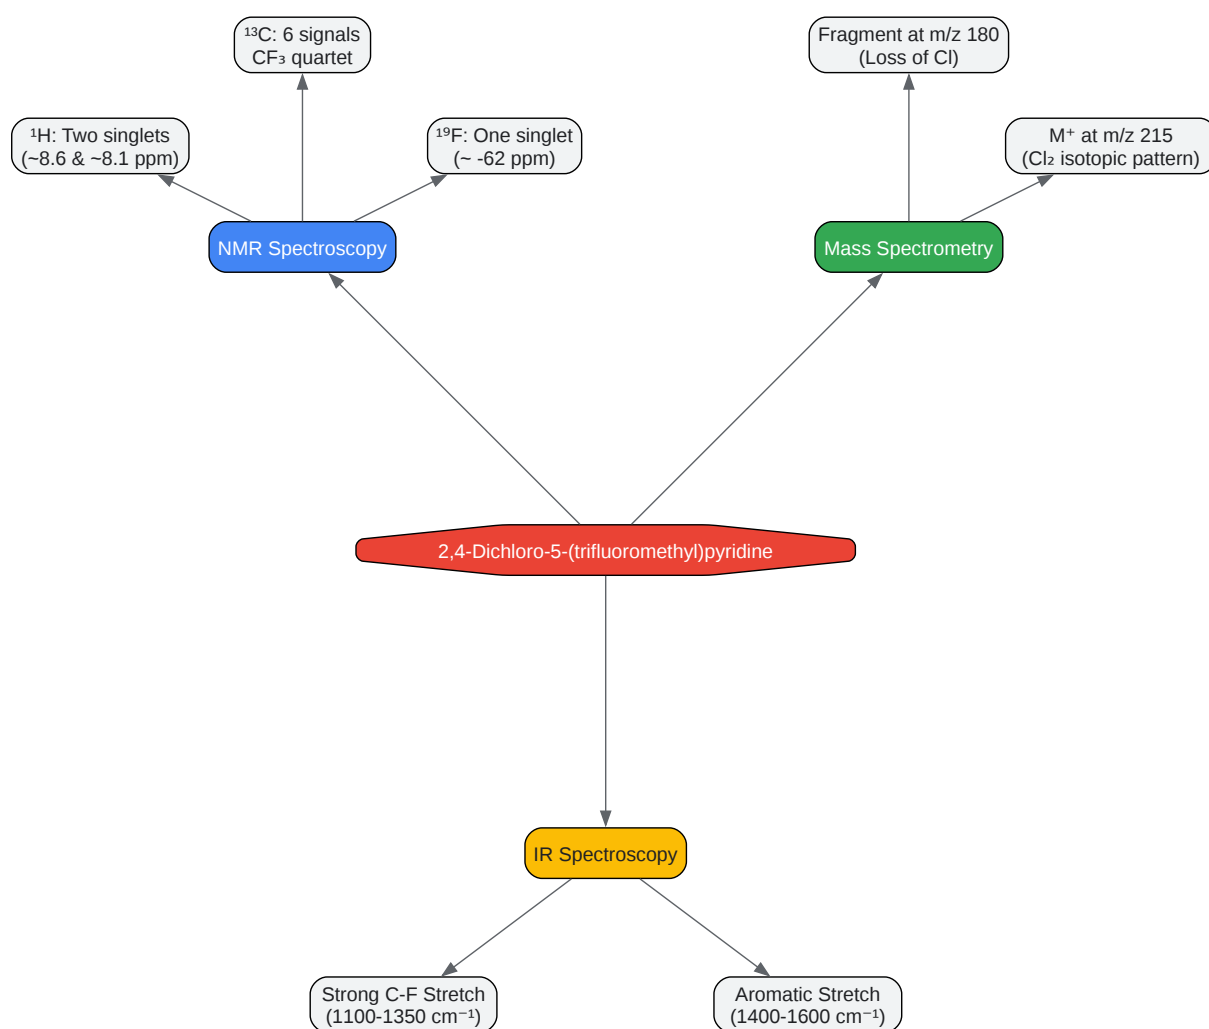 ¹³C: 6 signals
CF₃ quartet
Fragment at m/z 180
(Loss of Cl)
¹H: Two singlets
(~8.6 & ~8.1 ppm)
¹⁹F: One singlet
(~ -62 ppm)
M⁺ at m/z 215
(Cl₂ isotopic pattern)
NMR Spectroscopy
Mass Spectrometry
2,4-Dichloro-5-(trifluoromethyl)pyridine
IR Spectroscopy
Strong C-F Stretch
(1100-1350 cm⁻¹)
Aromatic Stretch
(1400-1600 cm⁻¹)